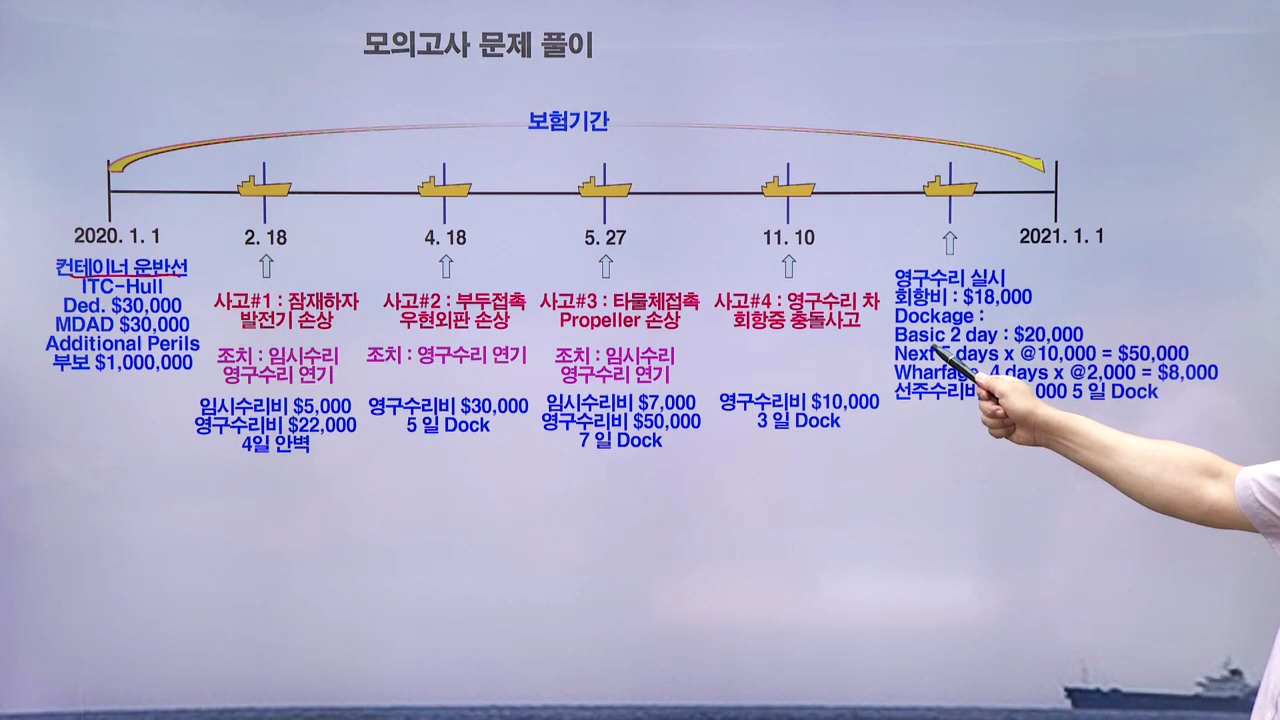 모의고사 문제 풀이
보험기간
2020. 1. 1
2. 18
4. 18
5. 27
11. 10
2021. 1. 1
컨테이너 운반선
ITC-Hull
Ded. $30,000
MDAD $30,000
Additional Perils
부보 $1,000,000
사고#1 : 잠재하자
발전기 손상
조치 : 임시수리
영구수리 연기
임시수리비 $5,000
영구수리비 $22,000
4일 안벽
사고#2 : 부두접촉
우현외판 손상
조치 : 영구수리 연기
영구수리비 $30,000
5 일 Dock
사고#3 : 타물체접촉
Propeller 손상
조치 : 임시수리
영구수리 연기
임시수리비 $7,000
영구수리비 $50,000
7 일 Dock
사고#4 : 영구수리 차
회항중 충돌사고
영구수리비 $10,000
3 일 Dock
영구수리 실시
회항비 : $18,000
Dockage :
Basic 2 day : $20,000
Next days x @10,000 = $50,000
Wharfage 4 days x @2,000 = $8,000
선주수리비 000 5 일 Dock